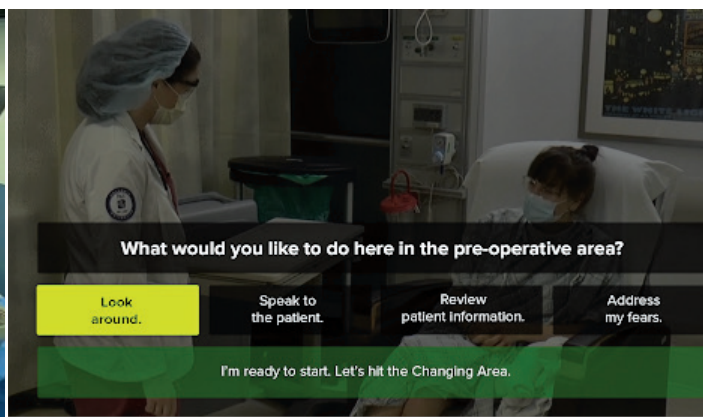 What would you like to do here in the pre-operative area?
Look
around.
Speak to
the patient.
Review
patient information.
Address
my fears.
I'm ready to start. Let's hit the Changing Area.